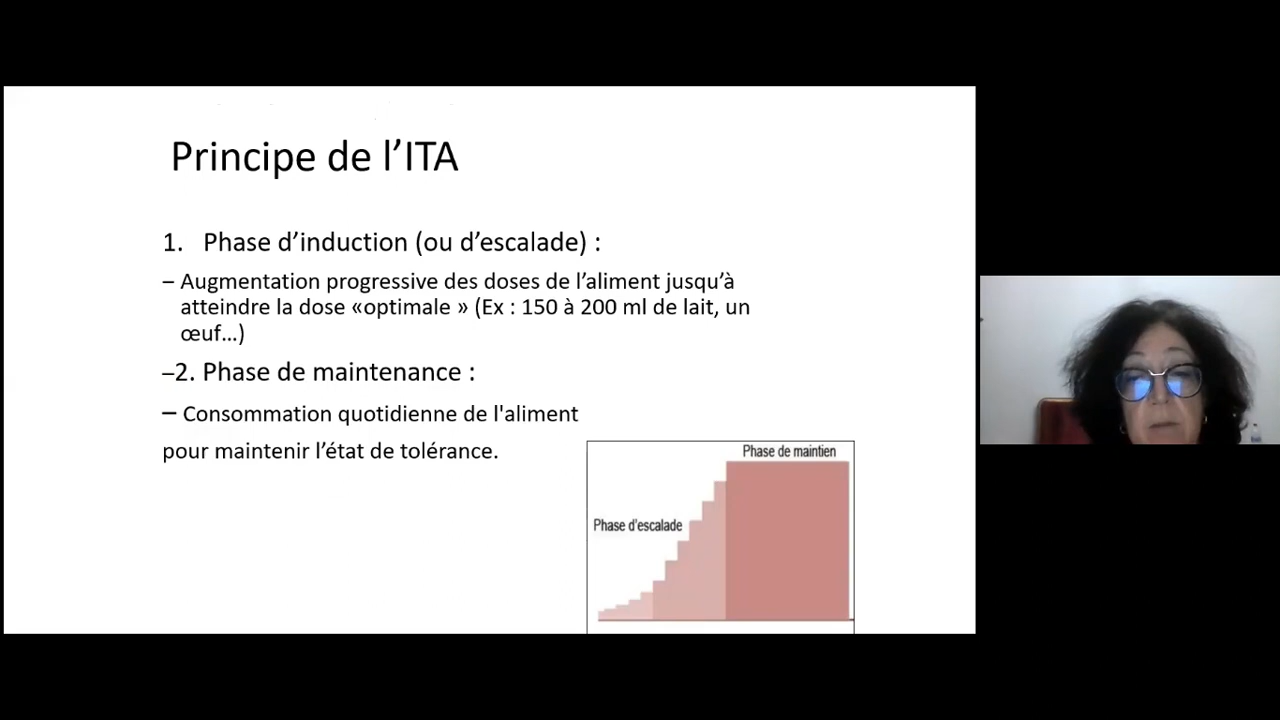 Principe de l’ITA
1. Phase d’induction (ou d’escalade) :
– Augmentation progressive des doses de l’aliment jusqu’à
atteindre la dose «optimale » (Ex : 150 à 200 ml de lait, un
œuf…)
–2. Phase de maintenance :
– Consommation quotidienne de l'aliment
pour maintenir l’état de tolérance.
Phase de maintien
Phase d'escalade